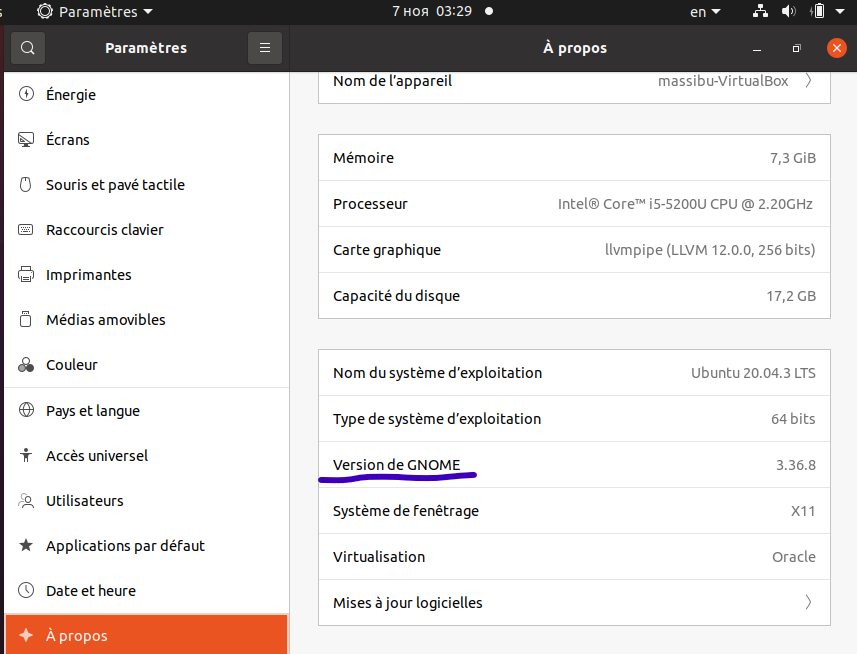 Paramètres
7 ноя 03:29
en
Paramètres
À propos
Énergie
Écrans
Souris et pavé tactile
Raccourcis clavier
Imprimantes
Médias amovibles
Couleur
Pays et langue
Accès universel
Utilisateurs
Applications par défaut
Date et heure
À propos
Nom de l’appareil massibu-VirtualBox
Mémoire 7,3 GiB
Processeur Intel® Core™ i5-5200U CPU @ 2.20GHz
Carte graphique llvmpipe (LLVM 12.0.0, 256 bits)
Capacité du disque 17,2 GB
Nom du système d’exploitation Ubuntu 20.04.3 LTS
Type de système d’exploitation 64 bits
Version de GNOME 3.36.8
Système de fenêtrage X11
Virtualisation Oracle
Mises à jour logicielles